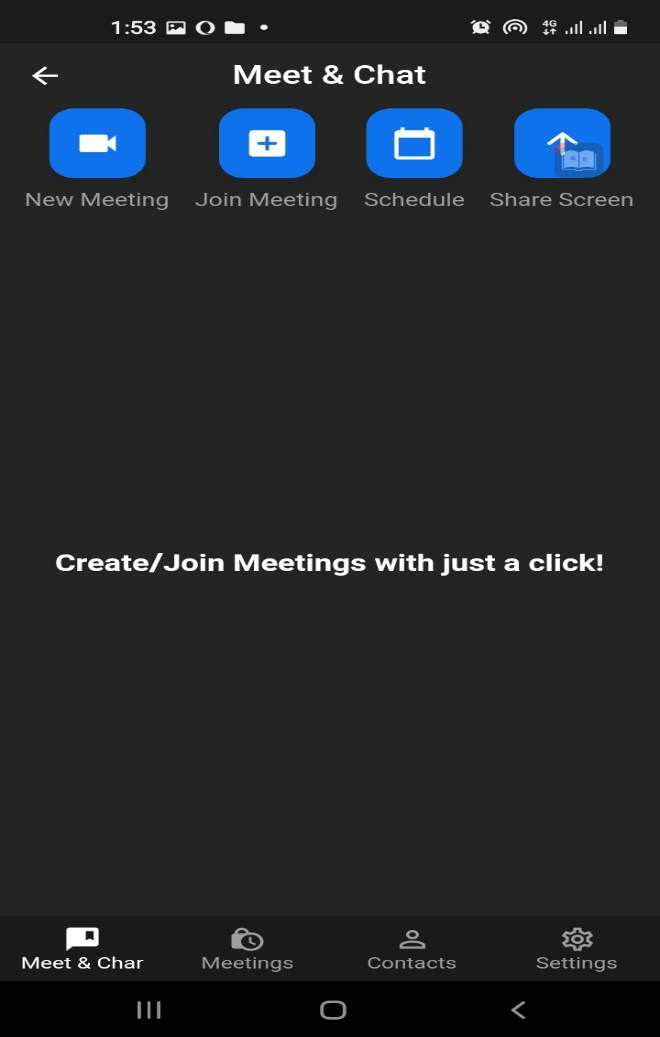 1:53
4G
Meet & Chat
New Meeting
Join Meeting
Schedule
Share Screen
Create/Join Meetings with just a click!
Meet & Char
Meetings
Contacts
Settings